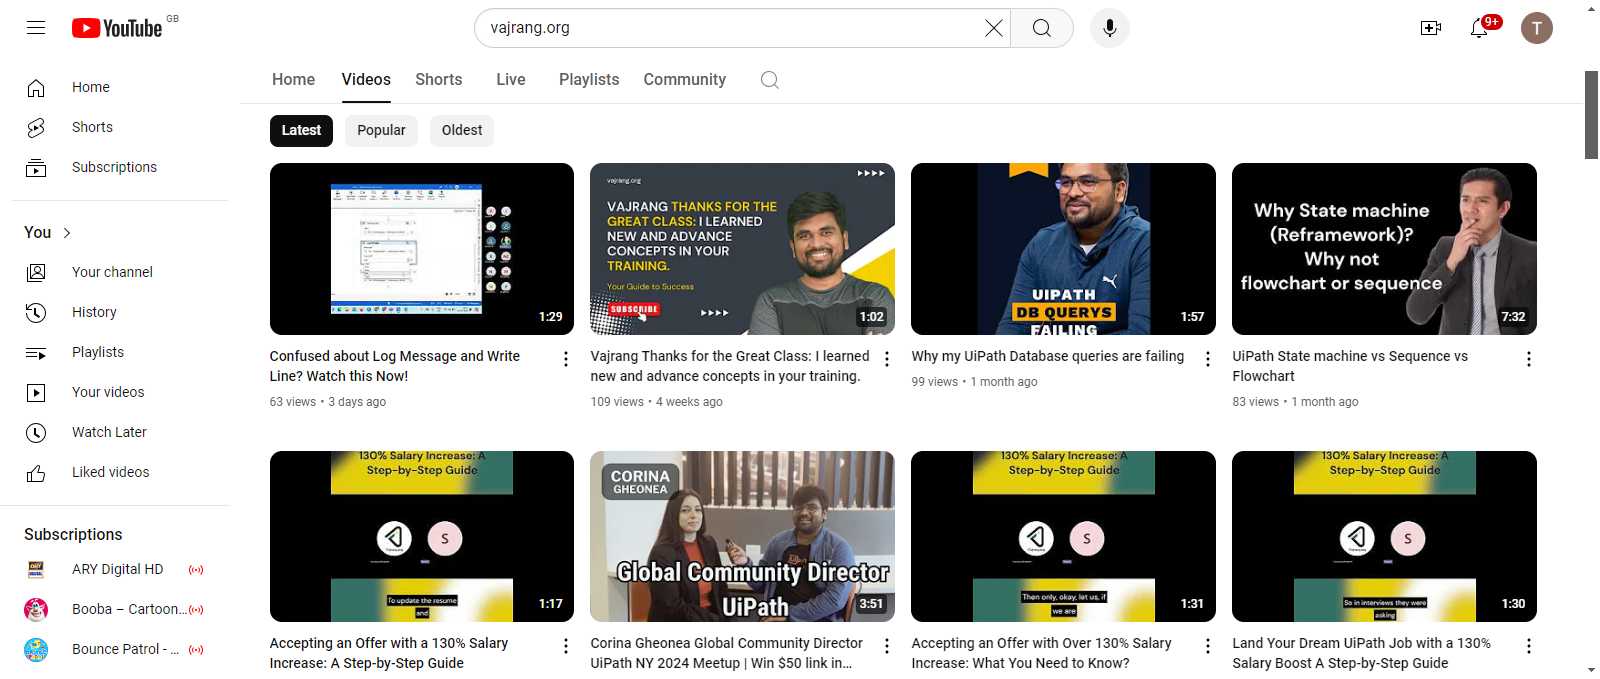 YouTube GB
vajrang.org
9+
T
Home
Shorts
Subscriptions
You
Your channel
History
Playlists
Your videos
Watch Later
Liked videos
Subscriptions
ARY Digital HD
Booba – Cartoon...
Bounce Patrol - ...
Home Videos Shorts Live Playlists Community
Latest Popular Oldest
1:29
Confused about Log Message and Write
Line? Watch this Now!
63 views • 3 days ago
vajrang.org
VAJRANG THANKS FOR THE
GREAT CLASS: I LEARNED
NEW AND ADVANCE
CONCEPTS IN YOUR
TRAINING.
Your Guide to Success
SUBSCRIBE
1:02
Vajrang Thanks for the Great Class: I learned
new and advance concepts in your training.
109 views • 4 weeks ago
UIPATH
DB QUERYS
FAILING
1:57
Why my UiPath Database queries are failing
99 views • 1 month ago
Why State machine
(Reframework)?
Why not
flowchart or sequence
7:32
UiPath State machine vs Sequence vs
Flowchart
83 views • 1 month ago
130% Salary Increase: A
Step-by-Step Guide
S
To update the resume
and
1:17
Accepting an Offer with a 130% Salary
Increase: A Step-by-Step Guide
CORINA
GHEONEA
Global Community Director
UiPath
3:51
Corina Gheonea Global Community Director
UiPath NY 2024 Meetup | Win $50 link in...
130% Salary Increase: A
Step-by-Step Guide
S
Then only, okay, let us, if
we are
1:31
Accepting an Offer with Over 130% Salary
Increase: What You Need to Know?
130% Salary Increase: A
Step-by-Step Guide
S
So in interviews they were
asking
1:30
Land Your Dream UiPath Job with a 130%
Salary Boost A Step-by-Step Guide